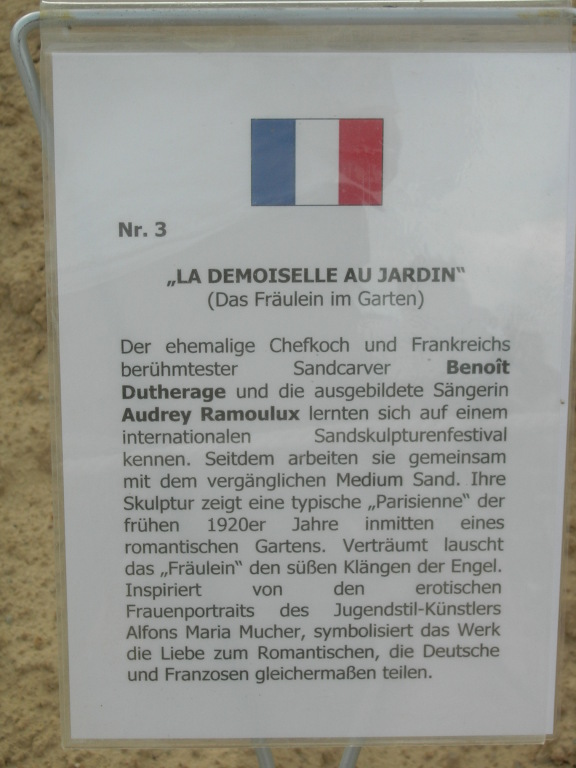 Nr. 3
„LA DEMOISELLE AU JARDIN“
(Das Fräulein im Garten)
Der ehemalige Chefkoch und Frankreichs
berühmtester Sandcarver Benoît
Dutherage und die ausgebildete Sängerin
Audrey Ramoulux lernten sich auf einem
internationalen Sandskulpturenfestival
kennen. Seitdem arbeiten sie gemeinsam
mit dem vergänglichen Medium Sand. Ihre
Skulptur zeigt eine typische „Parisienne“ der
frühen 1920er Jahre inmitten eines
romantischen Gartens. Verträumt lauscht
das „Fräulein“ den süßen Klängen der Engel.
Inspiriert von den erotischen
Frauenportraits des Jugendstil-Künstlers
Alfons Maria Mucher, symbolisiert das Werk
die Liebe zum Romantischen, die Deutsche
und Franzosen gleichermaßen teilen.